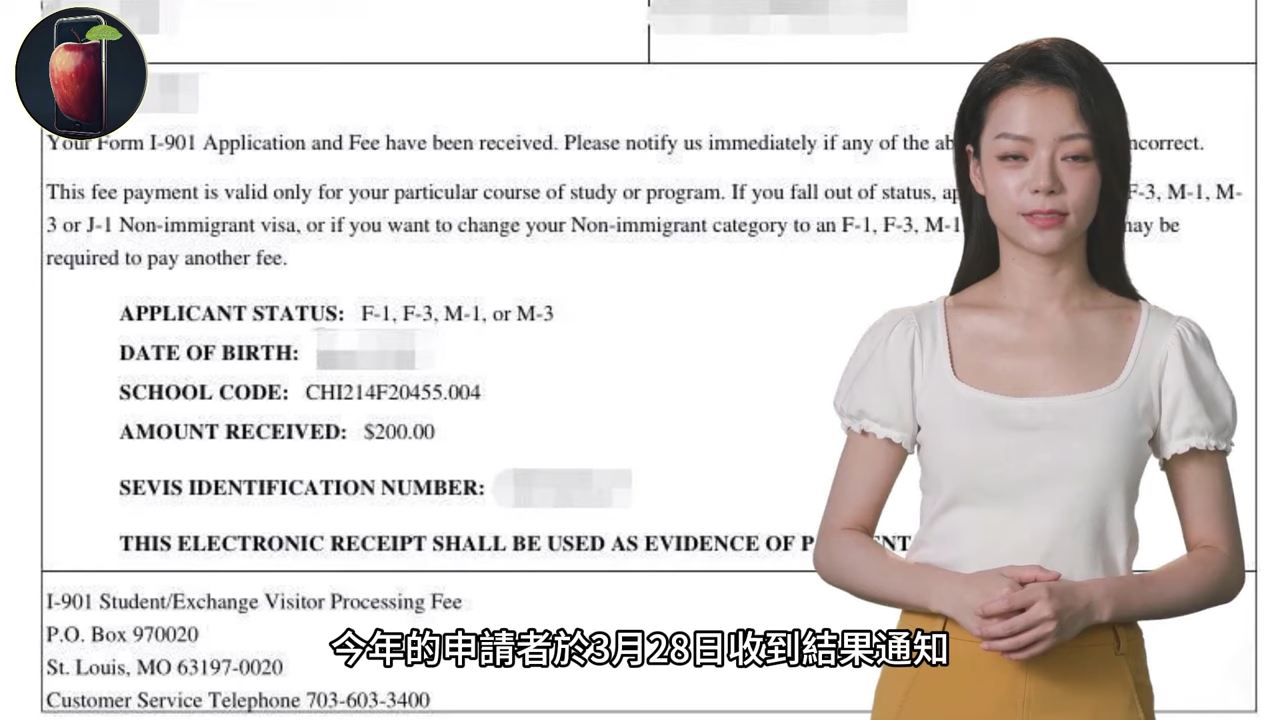 Your Form I-901 Application and Fee have been received. Please notify us immediately if any of the ab ncorrect.
This fee payment is valid only for your particular course of study or program. If you fall out of status, ap F-3, M-1, M-
3 or J-1 Non-immigrant visa, or if you want to change your Non-immigrant category to an F-1, F-3, M-1 may be
required to pay another fee.
APPLICANT STATUS: F-1, F-3, M-1, or M-3
DATE OF BIRTH:
SCHOOL CODE: CHI214F20455.004
AMOUNT RECEIVED: $200.00
SEVIS IDENTIFICATION NUMBER:
THIS ELECTRONIC RECEIPT SHALL BE USED AS EVIDENCE OF P ENT
I-901 Student/Exchange Visitor Processing Fee
P.O. Box 970020
St. Louis, MO 63197-0020
Customer Service Telephone 703-603-3400
今年的申請者於3月28日收到結果通知